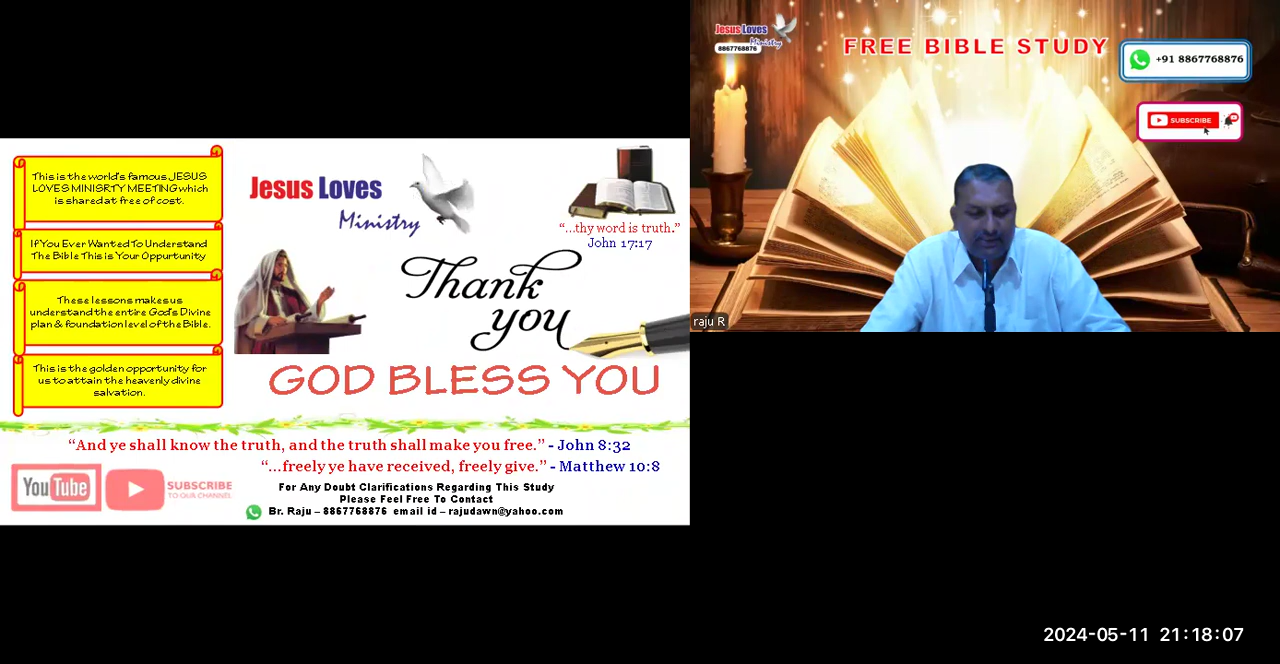 This is the world's famous JESUS
LOVES MINISRTY MEETING which
is shared at free of cost.
If You Ever Wanted To Understand
The Bible This is Your Oppurtunity
These lessons makes us
understand the entire God's Divine
plan & foundation level of the Bible.
This is the golden opportunity for
us to attain the heavenly divine
salvation.
Jesus Loves
Ministry
"...thy word is truth."
John 17:17
Thank
you
GOD BLESS YOU
"And ye shall know the truth, and the truth shall make you free." - John 8:32
"...freely ye have received, freely give." - Matthew 10:8
YouTube
SUBSCRIBE
TO OUR CHANNEL
For Any Doubt Clarifications Regarding This Study
Please Feel Free To Contact
Br. Raju – 8867768876 email id – rajudawn@yahoo.com
Jesus Loves
Ministry
8867768876
FREE BIBLE STUDY
+91 8867768876
SUBSCRIBE
raju R
2024-05-11 21:18:07